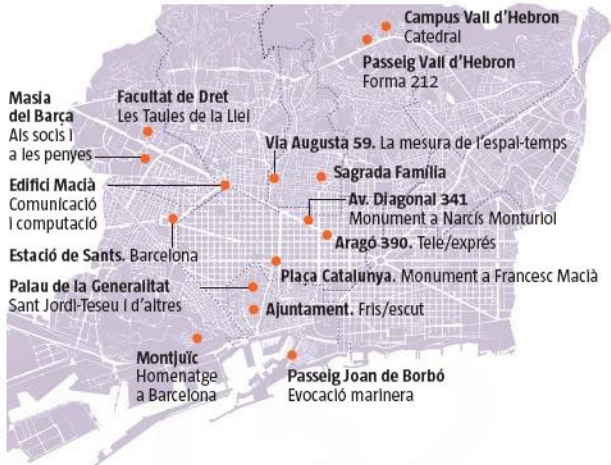 Campus Vall d'Hebron
Catedral
Passeig Vall d'Hebron
Forma 212
Masia
del Barça
Als socis i
a les penyes
Facultat de Dret
Les Taules de la Llei
Via Augusta 59. La mesura de l'espai-temps
Sagrada Família
Edifici Macià
Comunicació
i computació
Av. Diagonal 341
Monument a Narcís Monturiol
Aragó 390. Tele/exprés
Estació de Sants. Barcelona
Plaça Catalunya. Monument a Francesc Macià
Palau de la Generalitat
Sant Jordi-Teseu i d'altres
Ajuntament. Fris/escut
Montjuïc
Homenatge
a Barcelona
Passeig Joan de Borbó
Evocació marinera